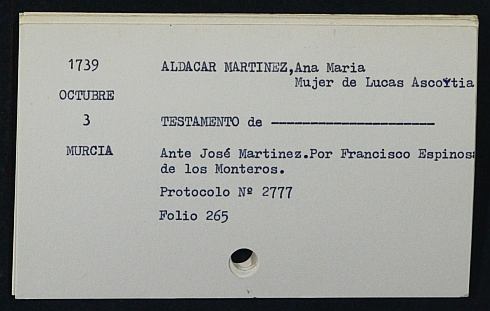 1739 ALDACAR MARTINEZ,Ana Maria
Mujer de Lucas Ascoytia
OCTUBRE
3 TESTAMENTO de ---------------------
MURCIA Ante José Martinez.Por Francisco Espinosa
de los Monteros.
Protocolo Nº 2777
Folio 265